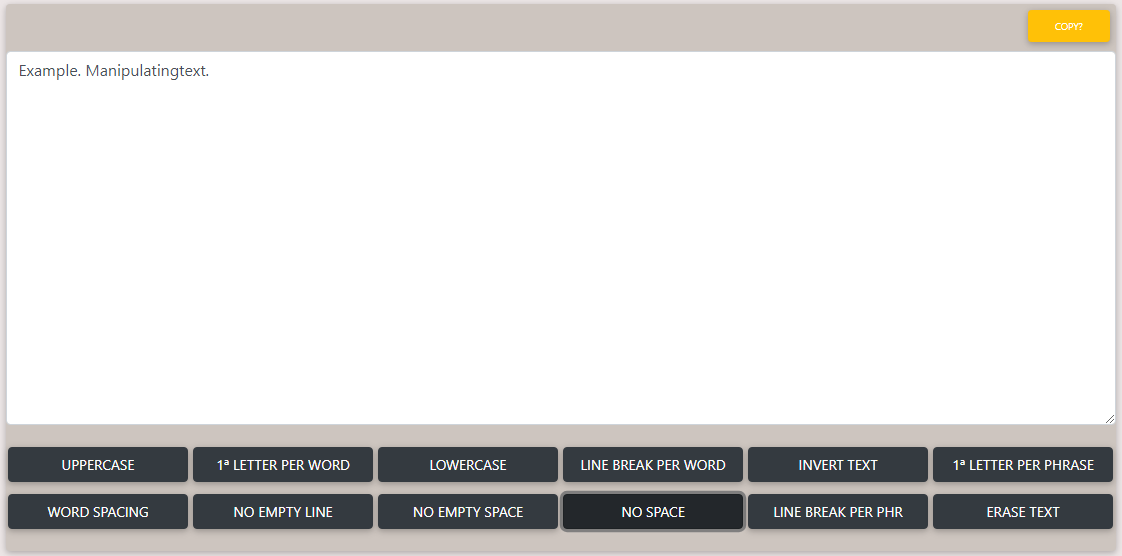 COPY?
Example. Manipulatingtext.
UPPERCASE 1ª LETTER PER WORD LOWERCASE LINE BREAK PER WORD INVERT TEXT 1ª LETTER PER PHRASE
WORD SPACING NO EMPTY LINE NO EMPTY SPACE NO SPACE LINE BREAK PER PHR ERASE TEXT